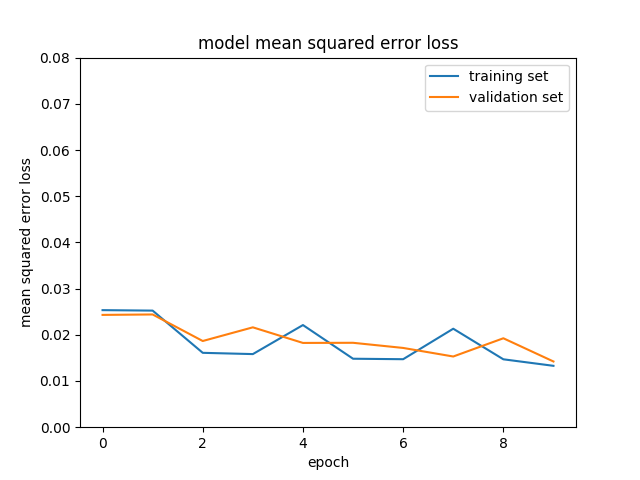 model mean squared error loss
training set
validation set
0.08
0.07
0.06
0.05
0.04
0.03
0.02
0.01
0.00
mean squared error loss
0 2 4 6 8
epoch